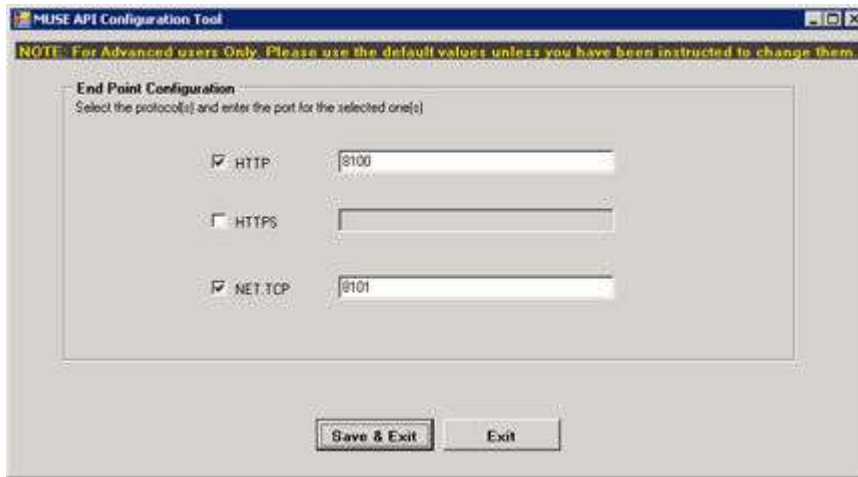 MUSE API Configuration Tool
NOTE: For Advanced users Only. Please use the default values unless you have been instructed to change them.
End Point Configuration
Select the protocol(s) and enter the port for the selected one(s)
HTTP 8100
HTTPS
NET.TCP 8101
Save & Exit Exit